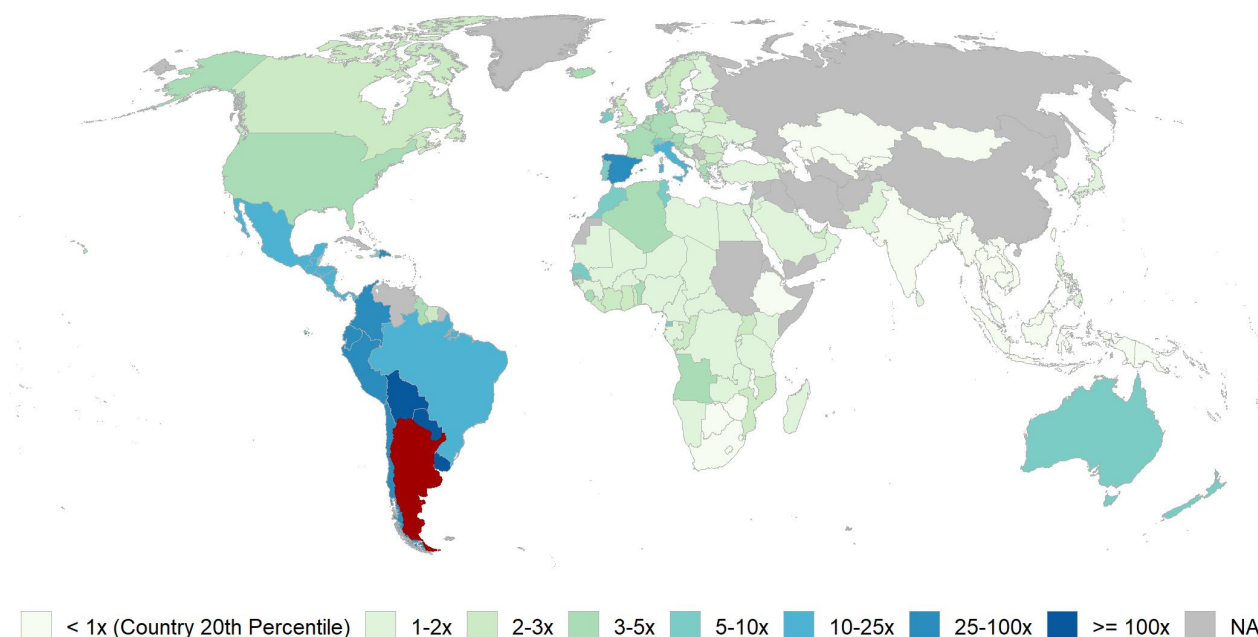 < 1x (Country 20th Percentile) 1-2x 2-3x 3-5x 5-10x 10-25x 25-100x >= 100x NA